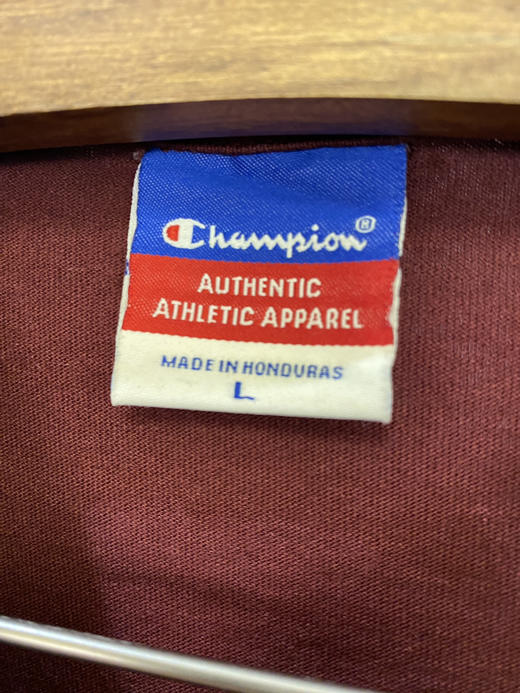 Champion®
AUTHENTIC
ATHLETIC APPAREL
MADE IN HONDURAS
L